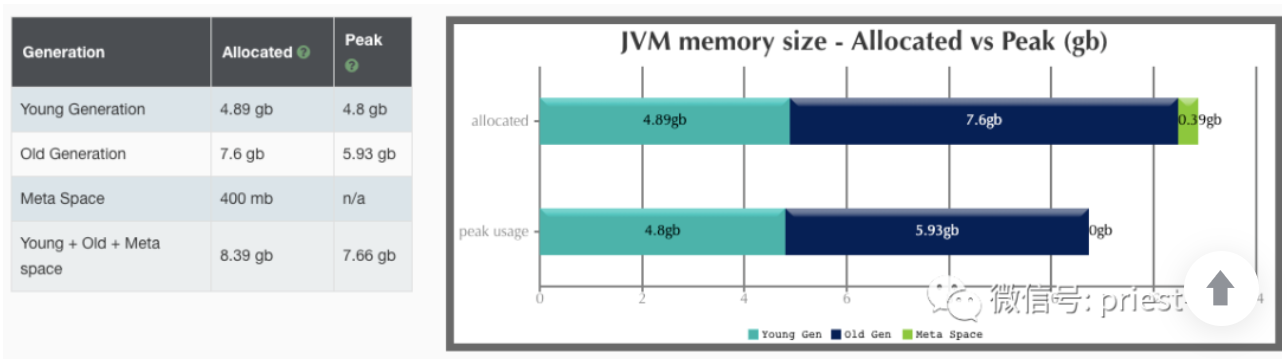 Generation Allocated Peak
Young Generation 4.89 gb 4.8 gb
Old Generation 7.6 gb 5.93 gb
Meta Space 400 mb n/a
Young + Old + Meta
space 8.39 gb 7.66 gb
JVM memory size - Allocated vs Peak (gb)
allocated 4.89gb 7.6gb 0.39gb
peak usage 4.8gb 5.93gb 0gb
0 2 4 6 4
Young Gen Old Gen Meta Space
微信号: priest